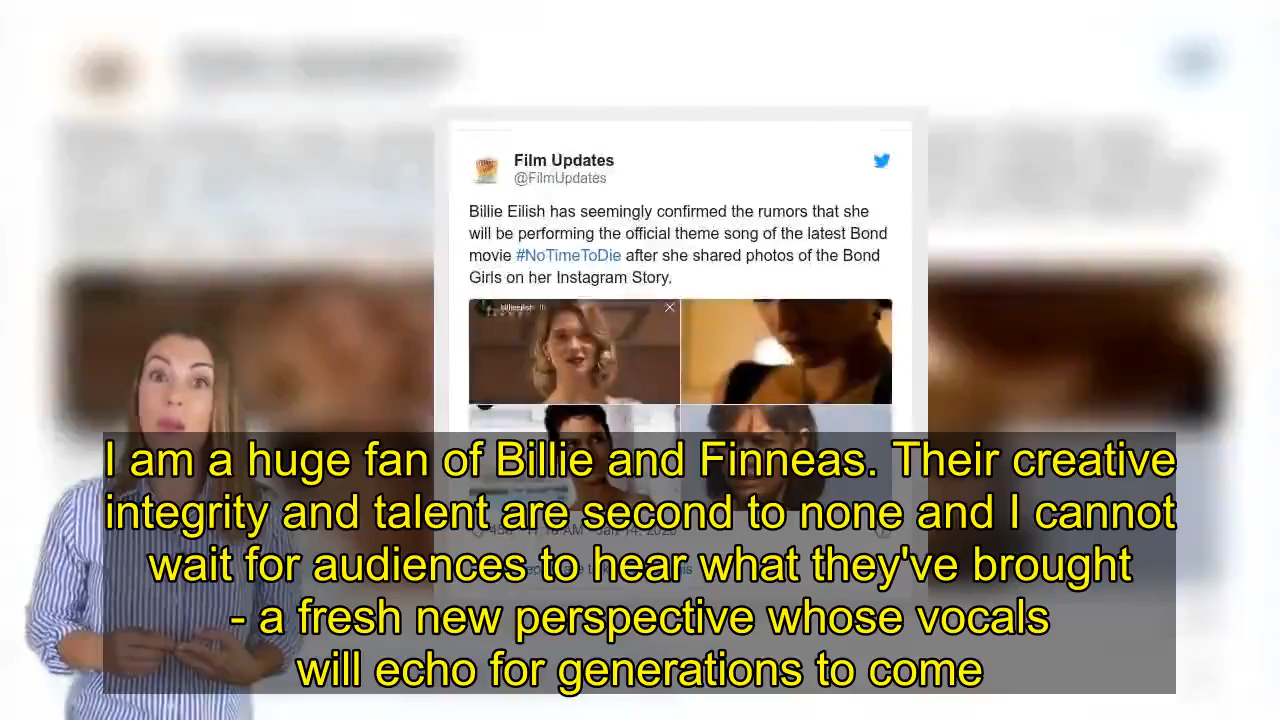 Film Updates
@FilmUpdates
Billie Eilish has seemingly confirmed the rumors that she
will be performing the official theme song of the latest Bond
movie #NoTimeToDie after she shared photos of the Bond
Girls on her Instagram Story.
billieeilish
I am a huge fan of Billie and Finneas. Their creative
integrity and talent are second to none and I cannot
wait for audiences to hear what they've brought
- a fresh new perspective whose vocals
will echo for generations to come